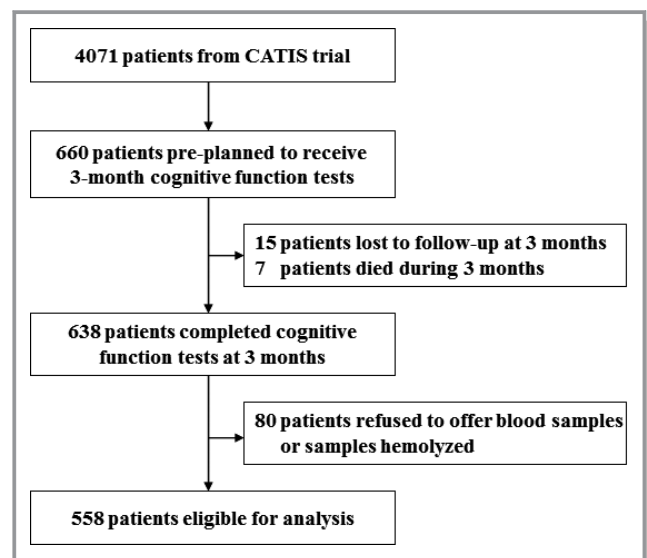 4071 patients from CATIS trial
660 patients pre-planned to receive
3-month cognitive function tests
15 patients lost to follow-up at 3 months
7 patients died during 3 months
638 patients completed cognitive
function tests at 3 months
80 patients refused to offer blood samples
or samples hemolyzed
558 patients eligible for analysis